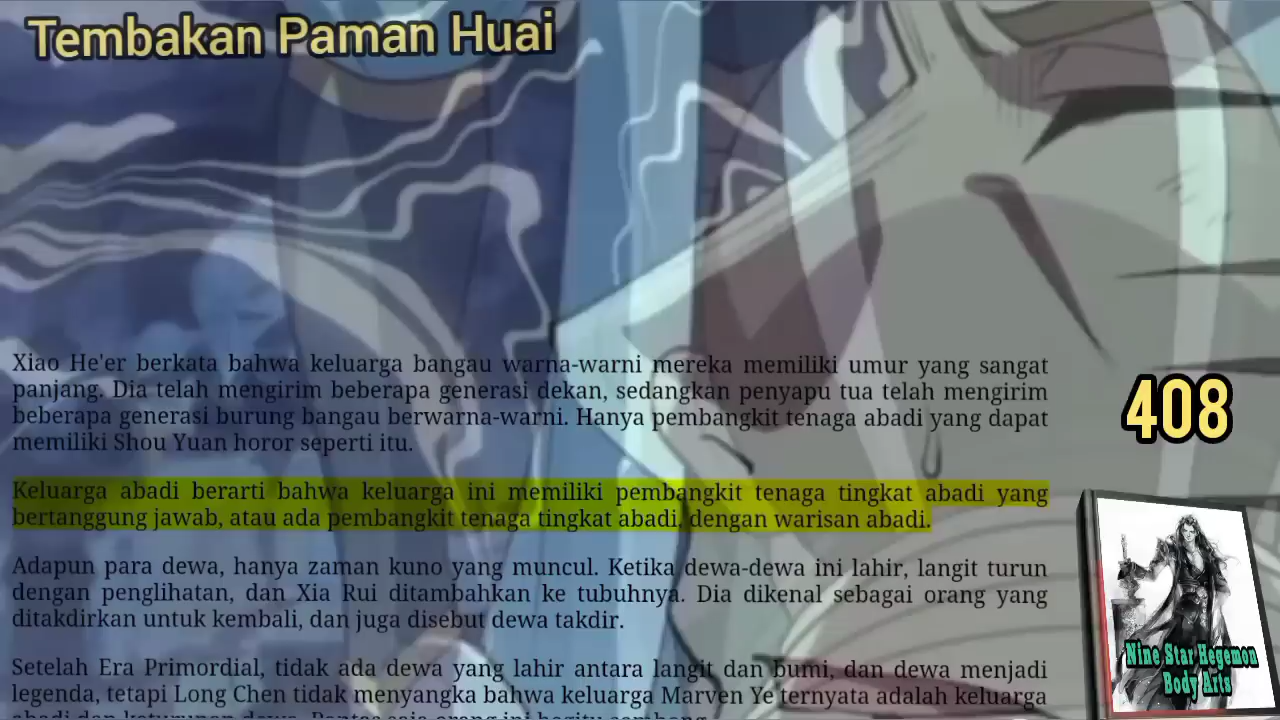 Tembakan Paman Huai
Xiao He'er berkata bahwa keluarga bangau warna-warni mereka memiliki umur yang sangat
panjang. Dia telah mengirim beberapa generasi dekan, sedangkan penyapu tua telah mengirim
beberapa generasi burung bangau berwarna-warni. Hanya pembangkit tenaga abadi yang dapat
memiliki Shou Yuan horor seperti itu.
Keluarga abadi berarti bahwa keluarga ini memiliki pembangkit tenaga tingkat abadi yang
bertanggung jawab, atau ada pembangkit tenaga tingkat abadi, dengan warisan abadi.
Adapun para dewa, hanya zaman kuno yang muncul. Ketika dewa-dewa ini lahir, langit turun
dengan penglihatan, dan Xia Rui ditambahkan ke tubuhnya. Dia dikenal sebagai orang yang
ditakdirkan untuk kembali, dan juga disebut dewa takdir.
Setelah Era Primordial, tidak ada dewa yang lahir antara langit dan bumi, dan dewa menjadi
legenda, tetapi Long Chen tidak menyangka bahwa keluarga Marven Ye ternyata adalah keluarga
408
Nine Star Hegemon
Body Arts